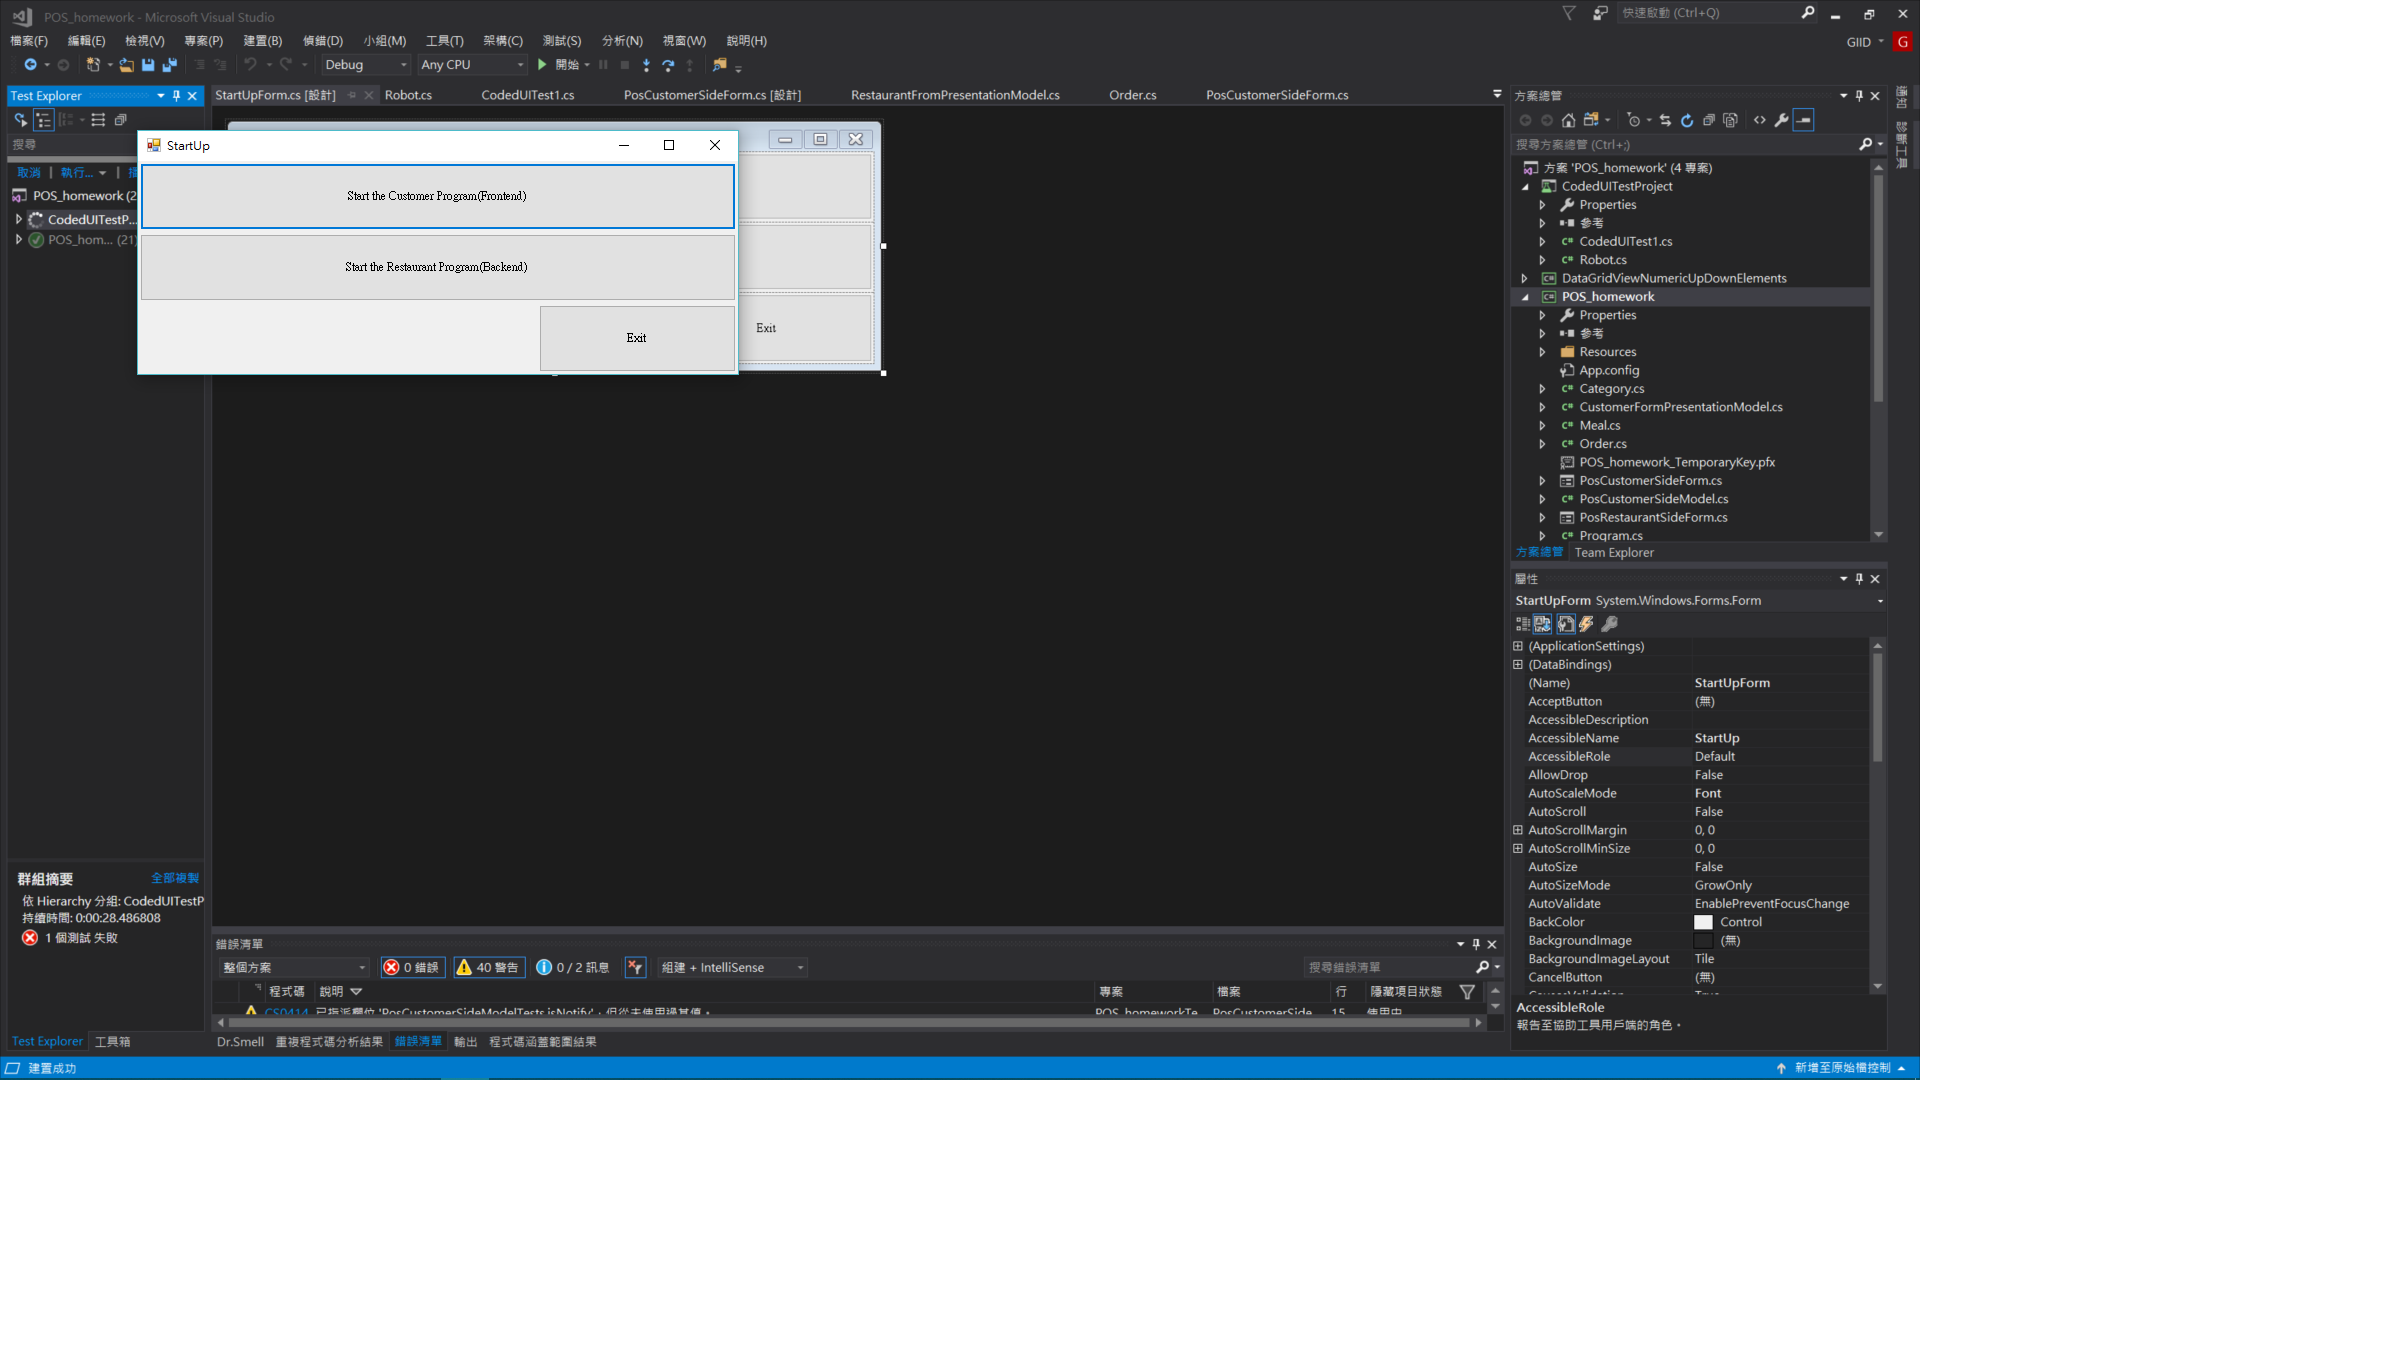 POS_homework - Microsoft Visual Studio
快速啟動 (Ctrl+Q)
檔案(F) 編輯(E) 檢視(V) 專案(P) 建置(B) 偵錯(D) 小組(M) 工具(T) 架構(C) 測試(S) 分析(N) 視窗(W) 說明(H)
GIID G
Debug Any CPU 開始
Test Explorer
StartUpForm.cs [設計] Robot.cs CodedUITest1.cs PosCustomerSideForm.cs [設計] RestaurantFromPresentationModel.cs Order.cs PosCustomerSideForm.cs
搜尋
取消 | 執行... |
POS_homework (2
CodedUITestP...
POS_hom... (21)
StartUp
Start the Customer Program(Frontend)
Start the Restaurant Program(Backend)
Exit
Exit
群組摘要 全部複製
依 Hierarchy 分組: CodedUITestP
持續時間: 0:00:28.486808
1 個測試 失敗
Test Explorer 工具箱
錯誤清單
整個方案 0 錯誤 40 警告 0 / 2 訊息 組建 + IntelliSense 搜尋錯誤清單
程式碼 說明 專案 檔案 行 隱藏項目狀態
CS0414 已指派欄位 'PosCustomerSideModelTests.isNotify'，但從未使用過其值。 POS_homeworkTe PosCustomerSide 15 使用中
Dr.Smell 重複程式碼分析結果 錯誤清單 輸出 程式碼涵蓋範圍結果
方案總管
搜尋方案總管 (Ctrl+;)
方案 'POS_homework' (4 專案)
CodedUITestProject
Properties
參考
CodedUITest1.cs
Robot.cs
DataGridViewNumericUpDownElements
POS_homework
Properties
參考
Resources
App.config
Category.cs
CustomerFormPresentationModel.cs
Meal.cs
Order.cs
POS_homework_TemporaryKey.pfx
PosCustomerSideForm.cs
PosCustomerSideModel.cs
PosRestaurantSideForm.cs
Program.cs
方案總管 Team Explorer
屬性
StartUpForm System.Windows.Forms.Form
(ApplicationSettings)
(DataBindings)
(Name) StartUpForm
AcceptButton (無)
AccessibleDescription
AccessibleName StartUp
AccessibleRole Default
AllowDrop False
AutoScaleMode Font
AutoScroll False
AutoScrollMargin 0, 0
AutoScrollMinSize 0, 0
AutoSize False
AutoSizeMode GrowOnly
AutoValidate EnablePreventFocusChange
BackColor Control
BackgroundImage (無)
BackgroundImageLayout Tile
CancelButton (無)
CausesValidation True
AccessibleRole
報告至協助工具用戶端的角色。
通知
診斷工具
建置成功
新增至原始檔控制